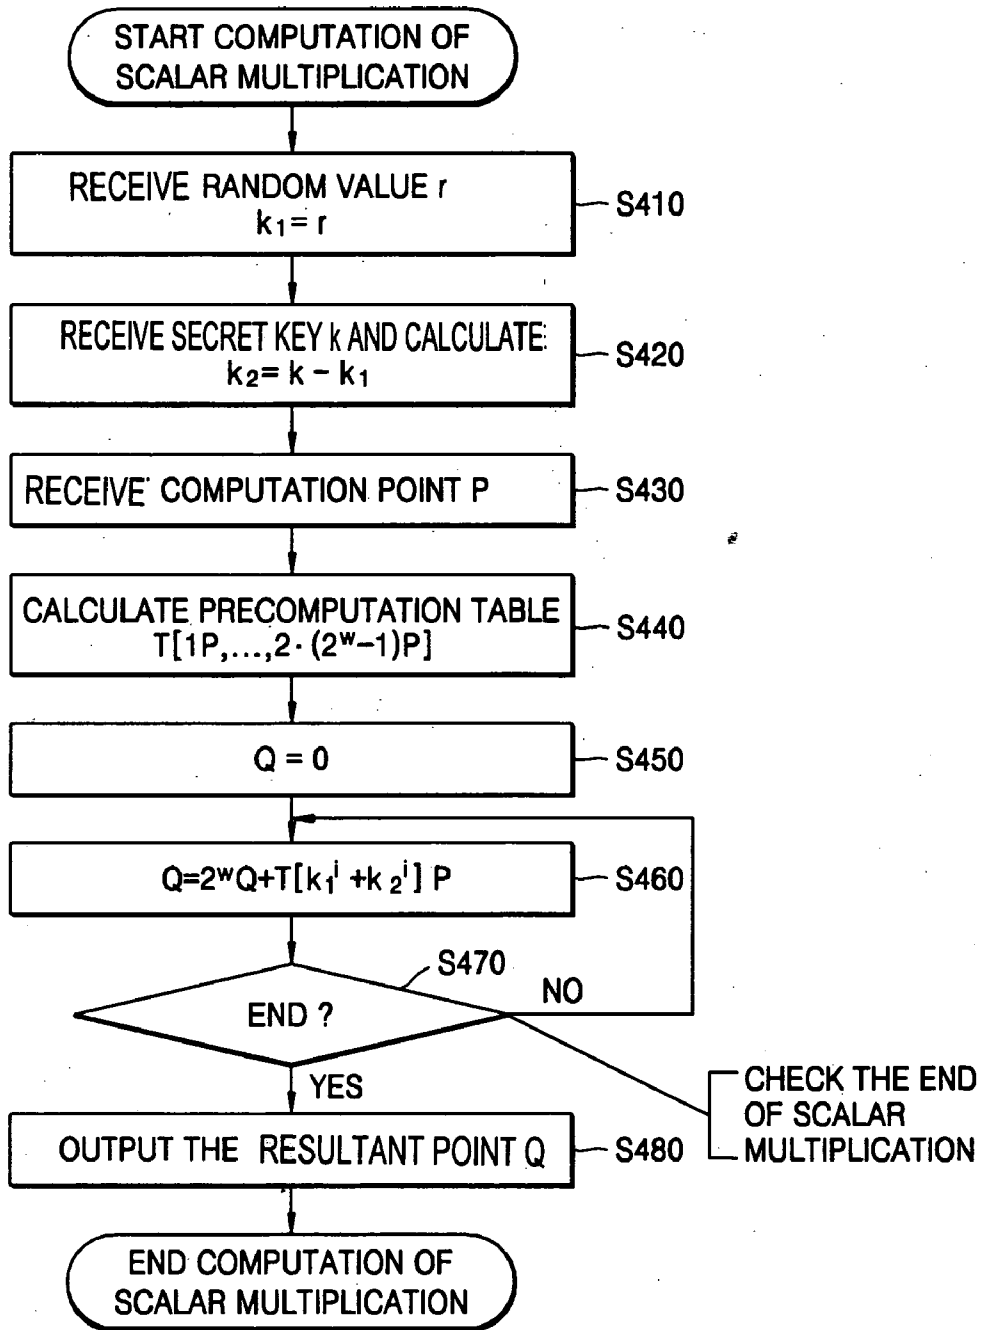 START COMPUTATION OF
SCALAR MULTIPLICATION
RECEIVE RANDOM VALUE r
k₁= r
S410
RECEIVE SECRET KEY k AND CALCULATE:
k₂= k – k₁
S420
RECEIVE COMPUTATION POINT P
S430
CALCULATE PRECOMPUTATION TABLE
T[1P,...,2·(2ʷ–1)P]
S440
Q = 0
S450
Q=2ʷQ+T[k₁ⁱ +k₂ⁱ] P
S460
S470
END ?
NO
YES
CHECK THE END
OF SCALAR
MULTIPLICATION
OUTPUT THE RESULTANT POINT Q
S480
END COMPUTATION OF
SCALAR MULTIPLICATION